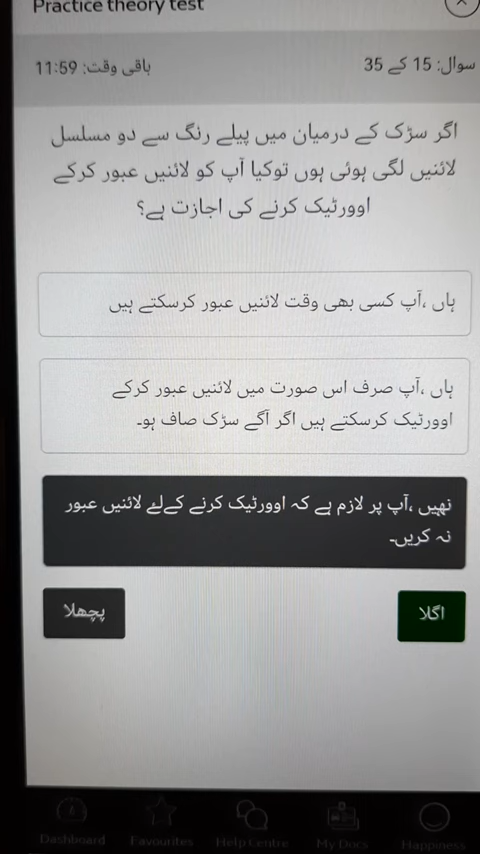 Practice theory test
سوال: 15 کے 35
باقی وقت: 11:59
اگر سڑک کے درمیان میں پیلے رنگ سے دو مسلسل
لائنیں لگی ہوئی ہوں توکیا آپ کو لائنیں عبور کرکے
اوورٹیک کرنے کی اجازت ہے؟
ہاں ،آپ کسی بھی وقت لائنیں عبور کرسکتے ہیں
ہاں ،آپ صرف اس صورت میں لائنیں عبور کرکے
اوورٹیک کرسکتے ہیں اگر آگے سڑک صاف ہو۔
نهیں ،آپ پر لازم ہے کہ اوورٹیک کرنے کےلئے لائنیں عبور
نہ کریں۔
اگلا
پچھلا
Dashboard
Favourites
Help Centre
My Docs
Happiness